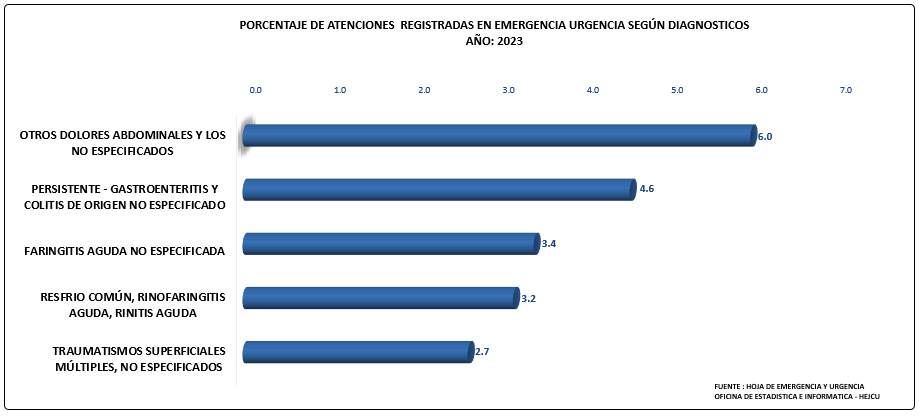 PORCENTAJE DE ATENCIONES REGISTRADAS EN EMERGENCIA URGENCIA SEGÚN DIAGNOSTICOS
AÑO: 2023
0.0 1.0 2.0 3.0 4.0 5.0 6.0 7.0
OTROS DOLORES ABDOMINALES Y LOS
NO ESPECIFICADOS
6.0
PERSISTENTE - GASTROENTERITIS Y
COLITIS DE ORIGEN NO ESPECIFICADO
4.6
FARINGITIS AGUDA NO ESPECIFICADA
3.4
RESFRIO COMÚN, RINOFARINGITIS
AGUDA, RINITIS AGUDA
3.2
TRAUMATISMOS SUPERFICIALES
MÚLTIPLES, NO ESPECIFICADOS
2.7
FUENTE : HOJA DE EMERGENCIA Y URGENCIA
OFICINA DE ESTADISTICA E INFORMATICA - HEJCU